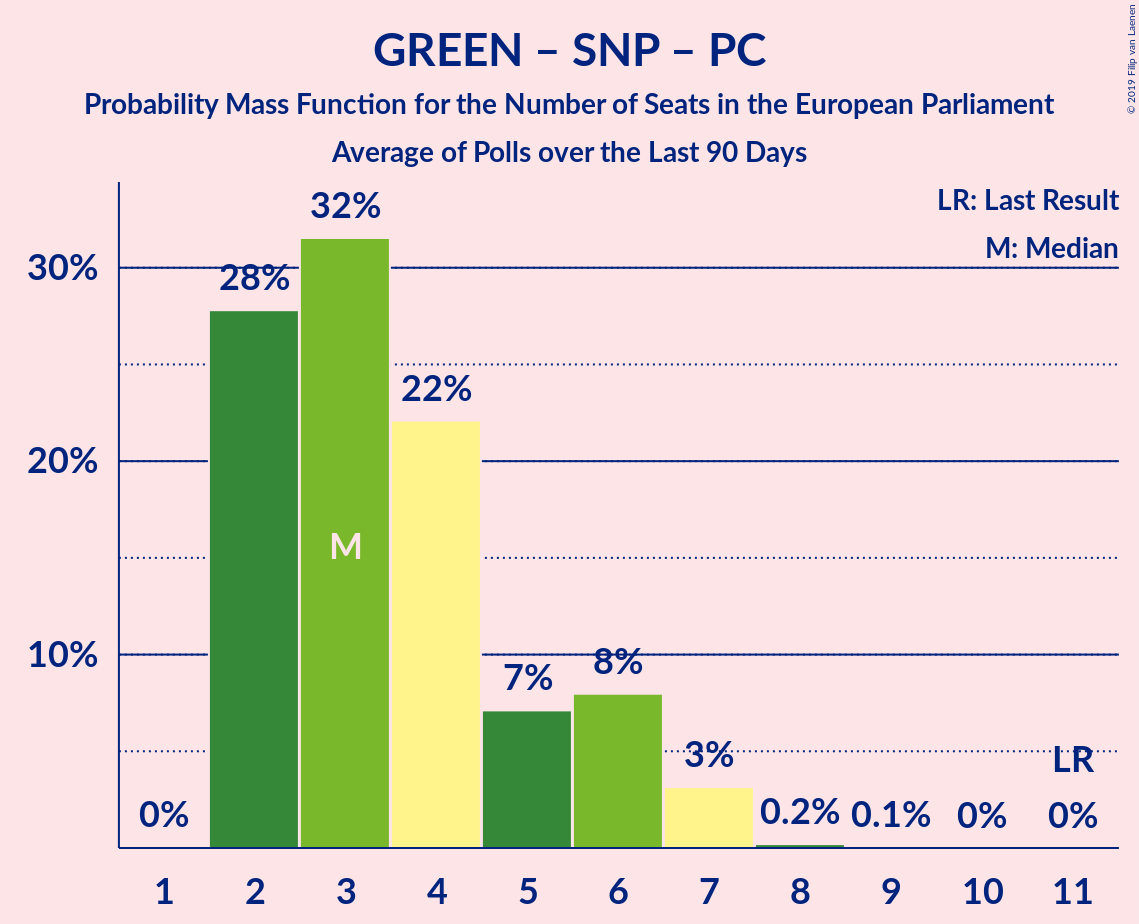 GREEN – SNP – PC
Probability Mass Function for the Number of Seats in the European Parliament
Average of Polls over the Last 90 Days
© 2019 Filip van Laenen
LR: Last Result
M: Median
30%
20%
10%
0%
28%
32%
22%
7%
8%
3%
0.2%
0.1%
0%
0%
M
LR
1 2 3 4 5 6 7 8 9 10 11